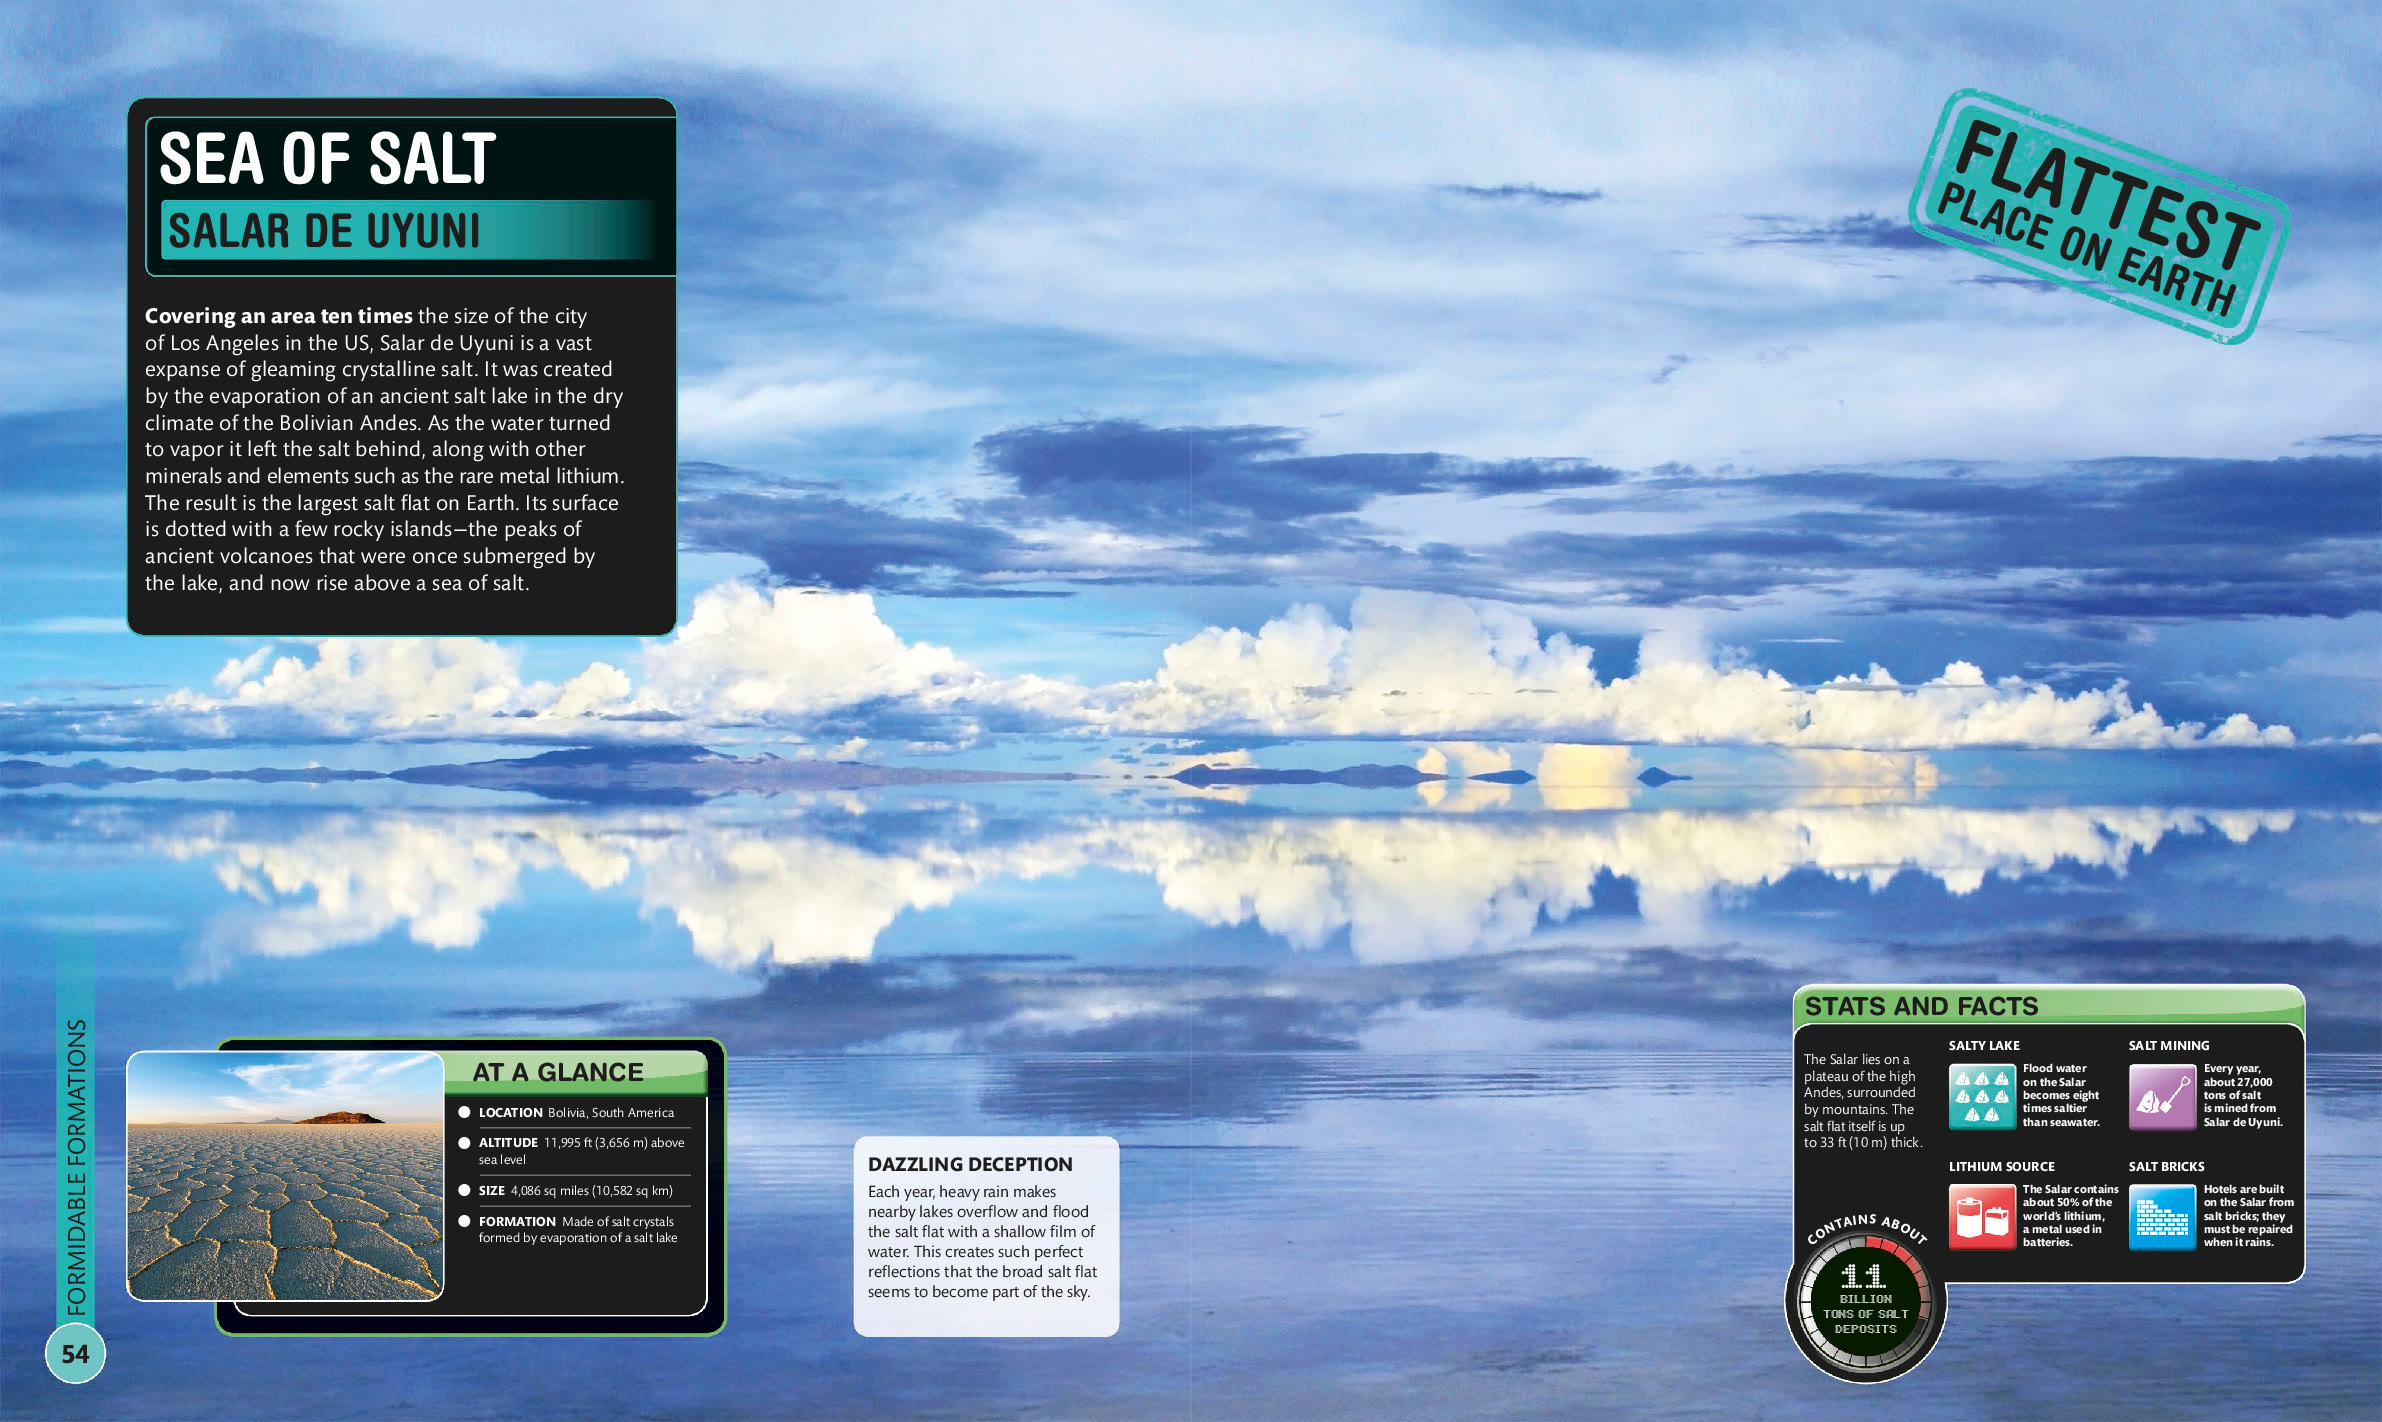 SEA OF SALT
SALAR DE UYUNI
Covering an area ten times the size of the city
of Los Angeles in the US, Salar de Uyuni is a vast
expanse of gleaming crystalline salt. It was created
by the evaporation of an ancient salt lake in the dry
climate of the Bolivian Andes. As the water turned
to vapor it left the salt behind, along with other
minerals and elements such as the rare metal lithium.
The result is the largest salt flat on Earth. Its surface
is dotted with a few rocky islands—the peaks of
ancient volcanoes that were once submerged by
the lake, and now rise above a sea of salt.
FLATTEST
PLACE ON EARTH
FORMIDABLE FORMATIONS
54
AT A GLANCE
LOCATION Bolivia, South America
ALTITUDE 11,995 ft (3,656 m) above
sea level
SIZE 4,086 sq miles (10,582 sq km)
FORMATION Made of salt crystals
formed by evaporation of a salt lake
DAZZLING DECEPTION
Each year, heavy rain makes
nearby lakes overflow and flood
the salt flat with a shallow film of
water. This creates such perfect
reflections that the broad salt flat
seems to become part of the sky.
STATS AND FACTS
The Salar lies on a
plateau of the high
Andes, surrounded
by mountains. The
salt flat itself is up
to 33 ft (10 m) thick.
CONTAINS ABOUT
11
BILLION
TONS OF SALT
DEPOSITS
SALTY LAKE
Flood water
on the Salar
becomes eight
times saltier
than seawater.
SALT MINING
Every year,
about 27,000
tons of salt
is mined from
Salar de Uyuni.
LITHIUM SOURCE
The Salar contains
about 50% of the
world's lithium,
a metal used in
batteries.
SALT BRICKS
Hotels are built
on the Salar from
salt bricks; they
must be repaired
when it rains.